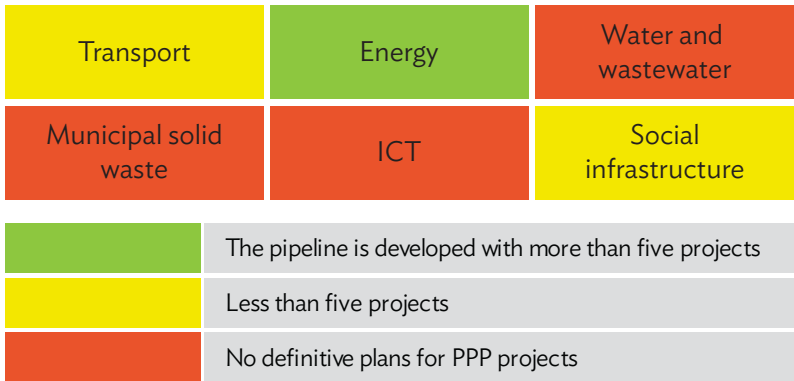 Transport
Energy
Water and
wastewater
Municipal solid
waste
ICT
Social
infrastructure
The pipeline is developed with more than five projects
Less than five projects
No definitive plans for PPP projects